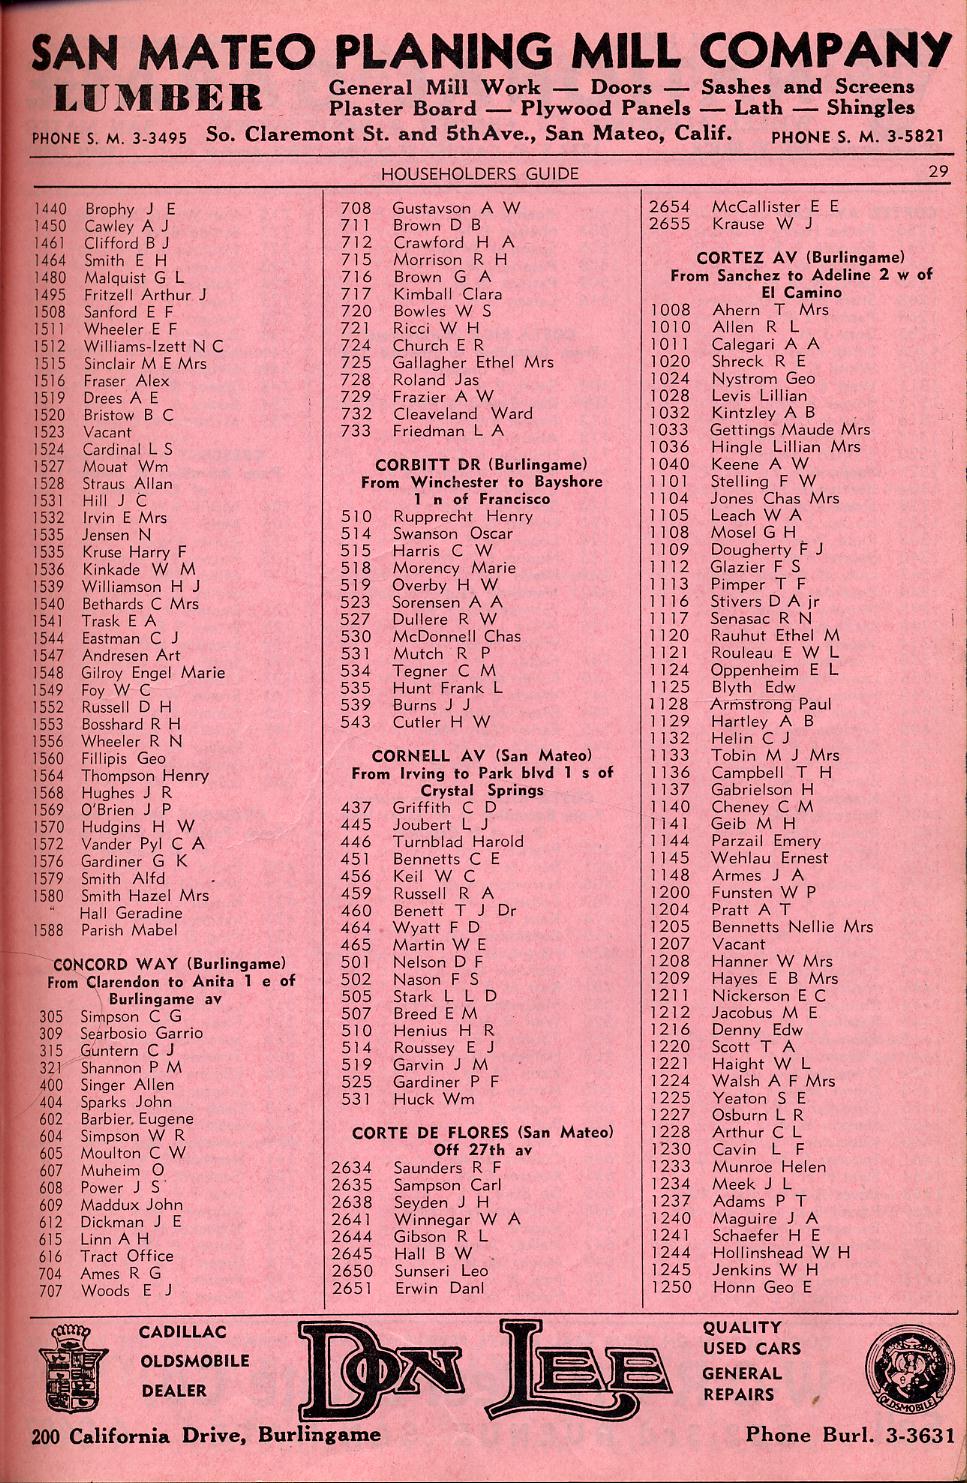 SAN MATEO PLANING MILL COMPANY
LUMBER
General Mill Work — Doors — Sashes and Screens
Plaster Board — Plywood Panels — Lath — Shingles
PHONE S. M. 3-3495 So. Claremont St. and 5thAve., San Mateo, Calif. PHONE S. M. 3-5821
HOUSEHOLDERS GUIDE 29
1440 Brophy J E
1450 Cawley A J
1461 Clifford B J
1464 Smith E H
1480 Malquist G L
1495 Fritzell Arthur J
1508 Sanford E F
1511 Wheeler E F
1512 Williams-Izett N C
1515 Sinclair M E Mrs
1516 Fraser Alex
1519 Drees A E
1520 Bristow B C
1523 Vacant
1524 Cardinal L S
1527 Mouat Wm
1528 Straus Allan
1531 Hill J C
1532 Irvin E Mrs
1535 Jensen N
1535 Kruse Harry F
1536 Kinkade W M
1539 Williamson H J
1540 Bethards C Mrs
1541 Trask E A
1544 Eastman C J
1547 Andresen Art
1548 Gilroy Engel Marie
1549 Foy W C
1552 Russell D H
1553 Bosshard R H
1556 Wheeler R N
1560 Fillipis Geo
1564 Thompson Henry
1568 Hughes J R
1569 O'Brien J P
1570 Hudgins H W
1572 Vander Pyl C A
1576 Gardiner G K
1579 Smith Alfd
1580 Smith Hazel Mrs
" Hall Geradine
1588 Parish Mabel
CONCORD WAY (Burlingame)
From Clarendon to Anita 1 e of
Burlingame av
305 Simpson C G
309 Searbosio Garrio
315 Guntern C J
321 Shannon P M
400 Singer Allen
404 Sparks John
602 Barbier Eugene
604 Simpson W R
605 Moulton C W
607 Muheim O
608 Power J S
609 Maddux John
612 Dickman J E
615 Linn A H
616 Tract Office
704 Ames R G
707 Woods E J
708 Gustavson A W
711 Brown D B
712 Crawford H A
715 Morrison R H
716 Brown G A
717 Kimball Clara
720 Bowles W S
721 Ricci W H
724 Church E R
725 Gallagher Ethel Mrs
728 Roland Jas
729 Frazier A W
732 Cleaveland Ward
733 Friedman L A
CORBITT DR (Burlingame)
From Winchester to Bayshore
1 n of Francisco
510 Rupprecht Henry
514 Swanson Oscar
515 Harris C W
518 Morency Marie
519 Overby H W
523 Sorensen A A
527 Dullere R W
530 McDonnell Chas
531 Mutch R P
534 Tegner C M
535 Hunt Frank L
539 Burns J J
543 Cutler H W
CORNELL AV (San Mateo)
From Irving to Park blvd 1 s of
Crystal Springs
437 Griffith C D
445 Joubert L J
446 Turnblad Harold
451 Bennetts C E
456 Keil W C
459 Russell R A
460 Benett T J Dr
464 Wyatt F D
465 Martin W E
501 Nelson D F
502 Nason F S
505 Stark L L D
507 Breed E M
510 Henius H R
514 Roussey E J
519 Garvin J M
525 Gardiner P F
531 Huck Wm
CORTE DE FLORES (San Mateo)
Off 27th av
2634 Saunders R F
2635 Sampson Carl
2638 Seyden J H
2641 Winnegar W A
2644 Gibson R L
2645 Hall B W
2650 Sunseri Leo
2651 Erwin Danl
2654 McCallister E E
2655 Krause W J
CORTEZ AV (Burlingame)
From Sanchez to Adeline 2 w of
El Camino
1008 Ahern T Mrs
1010 Allen R L
1011 Calegari A A
1020 Shreck R E
1024 Nystrom Geo
1028 Levis Lillian
1032 Kintzley A B
1033 Gettings Maude Mrs
1036 Hingle Lillian Mrs
1040 Keene A W
1101 Stelling F W
1104 Jones Chas Mrs
1105 Leach W A
1108 Mosel G H
1109 Dougherty F J
1112 Glazier F S
1113 Pimper T F
1116 Stivers D A jr
1117 Senasac R N
1120 Rauhut Ethel M
1121 Rouleau E W L
1124 Oppenheim E L
1125 Blyth Edw
1128 Armstrong Paul
1129 Hartley A B
1132 Helin C J
1133 Tobin M J Mrs
1136 Campbell T H
1137 Gabrielson H
1140 Cheney C M
1141 Geib M H
1144 Parzail Emery
1145 Wehlau Ernest
1148 Armes J A
1200 Funsten W P
1204 Pratt A T
1205 Bennetts Nellie Mrs
1207 Vacant
1208 Hanner W Mrs
1209 Hayes E B Mrs
1211 Nickerson E C
1212 Jacobus M E
1216 Denny Edw
1220 Scott T A
1221 Haight W L
1224 Walsh A F Mrs
1225 Yeaton S E
1227 Osburn L R
1228 Arthur C L
1230 Cavin L F
1233 Munroe Helen
1234 Meek J L
1237 Adams P T
1240 Maguire J A
1241 Schaefer H E
1244 Hollinshead W H
1245 Jenkins W H
1250 Honn Geo E
CADILLAC
OLDSMOBILE
DEALER
DON LEE
QUALITY
USED CARS
GENERAL
REPAIRS
OLDSMOBILE
200 California Drive, Burlingame Phone Burl. 3-3631